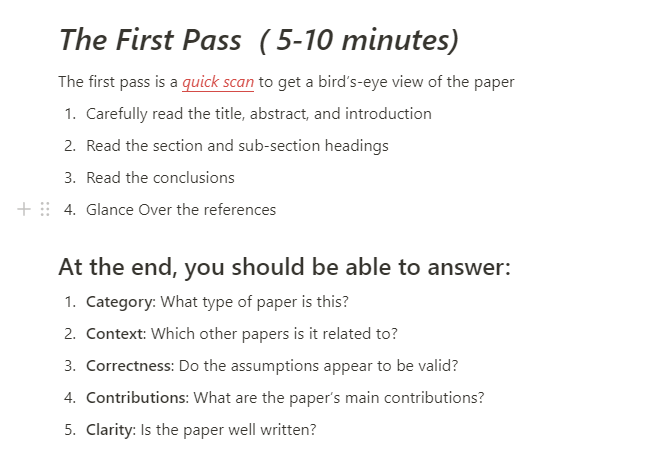 The First Pass ( 5-10 minutes)
The first pass is a quick scan to get a bird's-eye view of the paper
1. Carefully read the title, abstract, and introduction
2. Read the section and sub-section headings
3. Read the conclusions
4. Glance Over the references
At the end, you should be able to answer:
1. Category: What type of paper is this?
2. Context: Which other papers is it related to?
3. Correctness: Do the assumptions appear to be valid?
4. Contributions: What are the paper's main contributions?
5. Clarity: Is the paper well written?